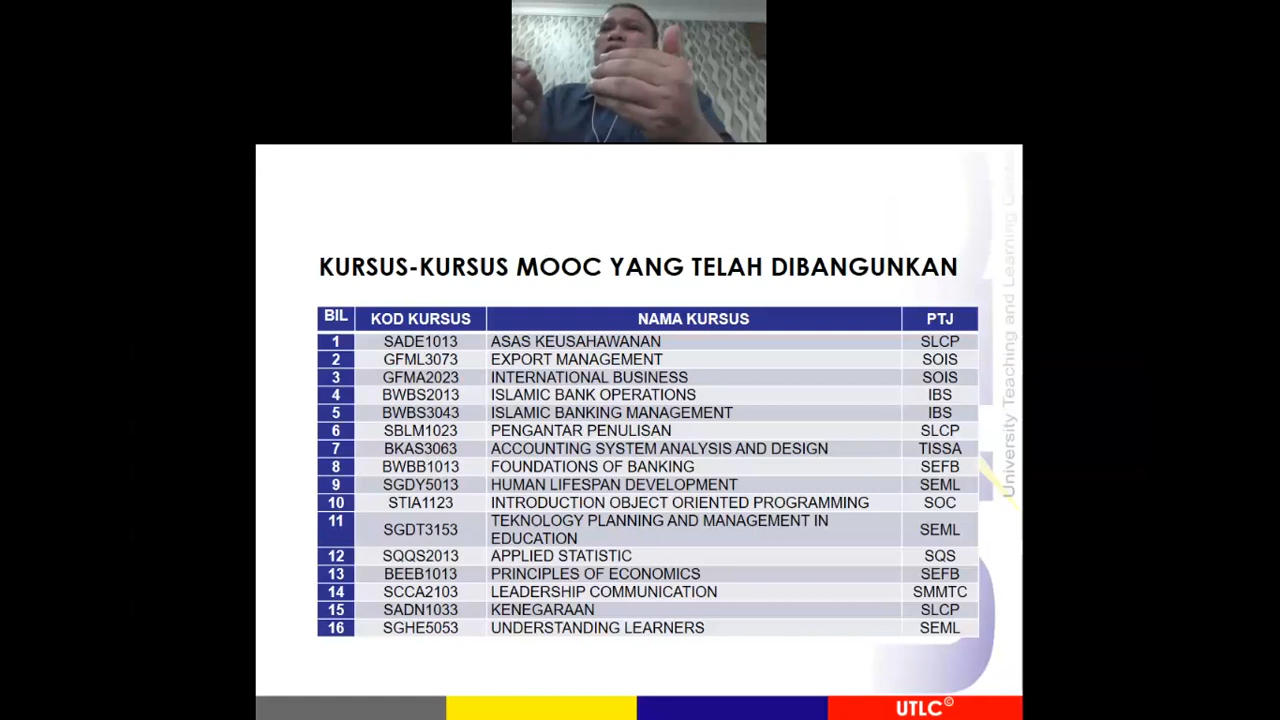 KURSUS-KURSUS MOOC YANG TELAH DIBANGUNKAN
BIL KOD KURSUS NAMA KURSUS PTJ
1 SADE1013 ASAS KEUSAHAWANAN SLCP
2 GFML3073 EXPORT MANAGEMENT SOIS
3 GFMA2023 INTERNATIONAL BUSINESS SOIS
4 BWBS2013 ISLAMIC BANK OPERATIONS IBS
5 BWBS3043 ISLAMIC BANKING MANAGEMENT IBS
6 SBLM1023 PENGANTAR PENULISAN SLCP
7 BKAS3063 ACCOUNTING SYSTEM ANALYSIS AND DESIGN TISSA
8 BWBB1013 FOUNDATIONS OF BANKING SEFB
9 SGDY5013 HUMAN LIFESPAN DEVELOPMENT SEML
10 STIA1123 INTRODUCTION OBJECT ORIENTED PROGRAMMING SOC
11 SGDT3153 TEKNOLOGY PLANNING AND MANAGEMENT IN
EDUCATION SEML
12 SQQS2013 APPLIED STATISTIC SQS
13 BEEB1013 PRINCIPLES OF ECONOMICS SEFB
14 SCCA2103 LEADERSHIP COMMUNICATION SMMTC
15 SADN1033 KENEGARAAN SLCP
16 SGHE5053 UNDERSTANDING LEARNERS SEML
University Teaching and Learning
UTLC©